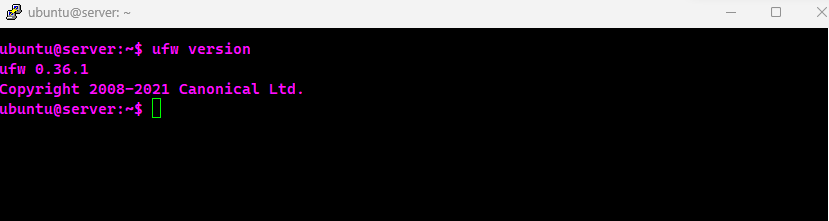 ubuntu@server: ~
ubuntu@server:~$ ufw version
ufw 0.36.1
Copyright 2008-2021 Canonical Ltd.
ubuntu@server:~$